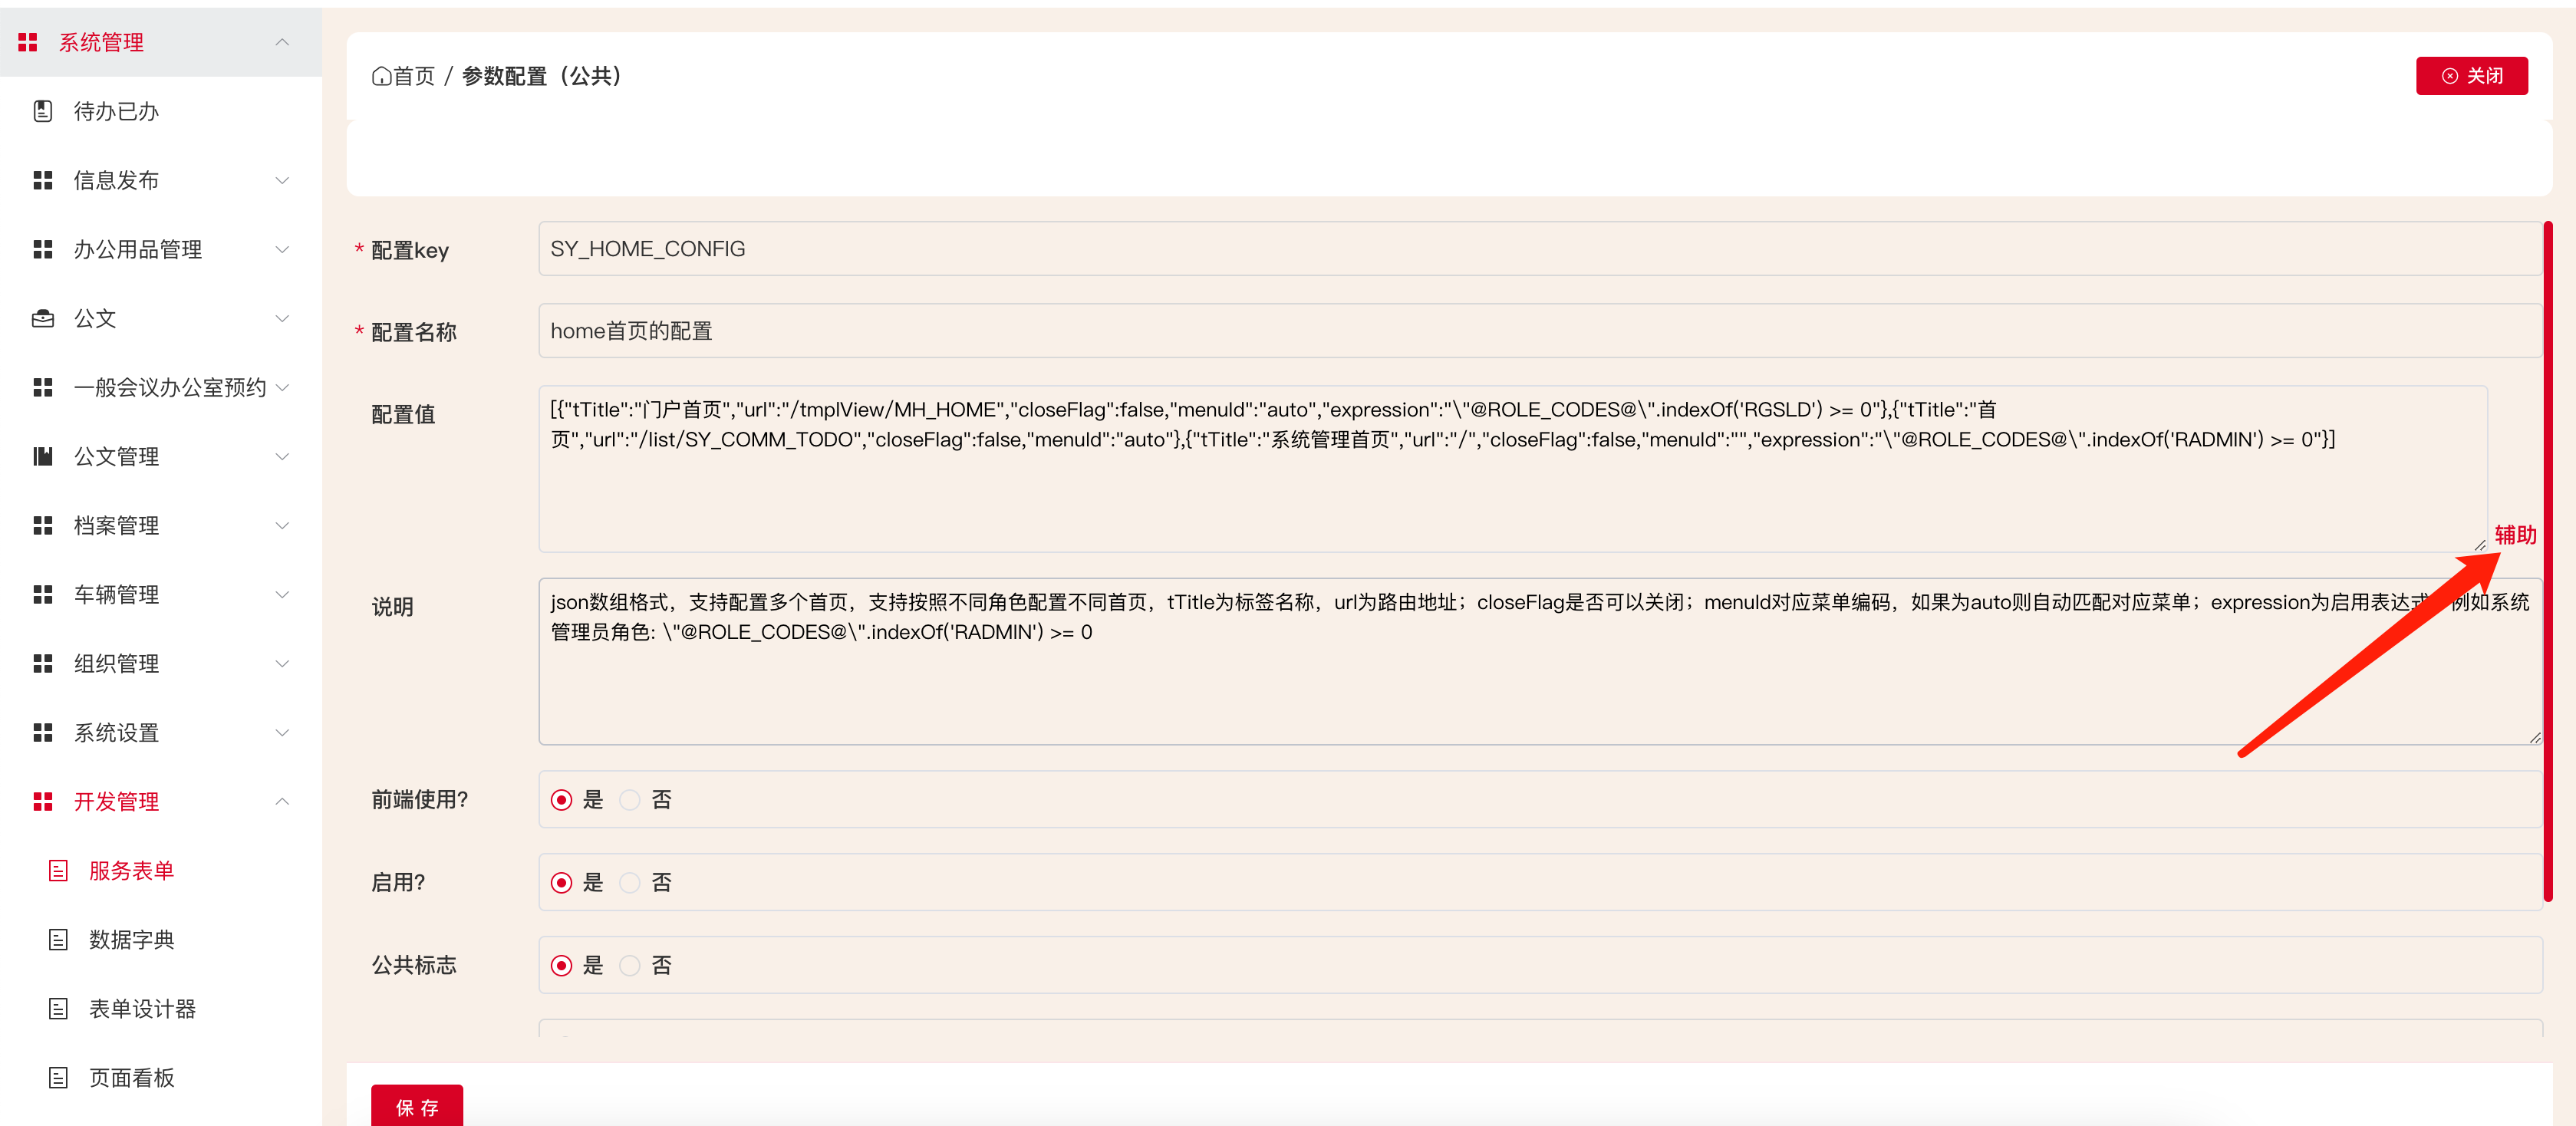 系统管理
待办已办
信息发布
办公用品管理
公文
一般会议办公室预约
公文管理
档案管理
车辆管理
组织管理
系统设置
开发管理
服务表单
数据字典
表单设计器
页面看板
首页 / 参数配置（公共）
关闭
* 配置key
SY_HOME_CONFIG
* 配置名称
home首页的配置
配置值
[{"tTitle":"门户首页","url":"/tmplView/MH_HOME","closeFlag":false,"menuId":"auto","expression":"\"@ROLE_CODES@\".indexOf('RGSLD') >= 0"},{"tTitle":"首
页","url":"/list/SY_COMM_TODO","closeFlag":false,"menuId":"auto"},{"tTitle":"系统管理首页","url":"/","closeFlag":false,"menuId":"","expression":"\"@ROLE_CODES@\".indexOf('RADMIN') >= 0"}]
辅助
说明
json数组格式，支持配置多个首页，支持按照不同角色配置不同首页，tTitle为标签名称，url为路由地址；closeFlag是否可以关闭；menuId对应菜单编码，如果为auto则自动匹配对应菜单；expression为启用表达式 例如系统
管理员角色: \"@ROLE_CODES@\".indexOf('RADMIN') >= 0
前端使用?
是 否
启用?
是 否
公共标志
是 否
保 存